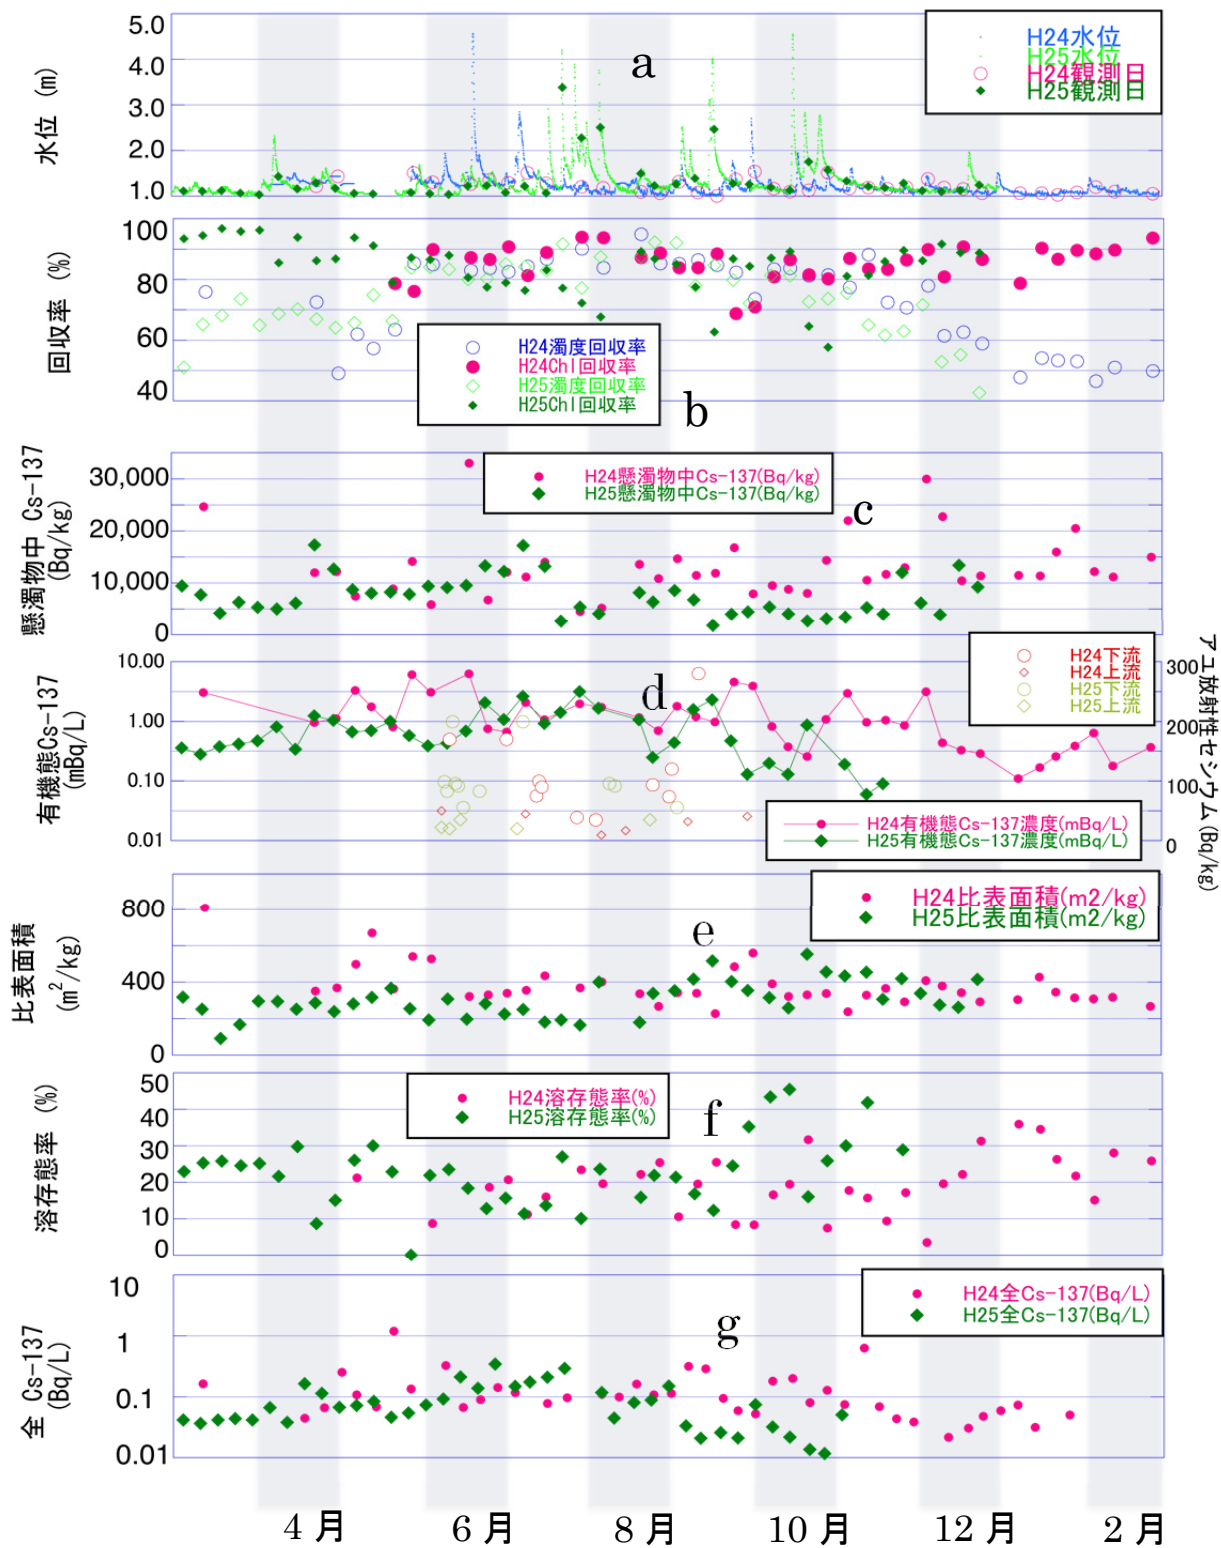 5.0
4.0
3.0
2.0
1.0
水位 (m)
a
H24水位
H25水位
H24観測日
H25観測日
100
80
60
40
回収率 (%)
H24濁度回収率
H24Chl回収率
H25濁度回収率
H25Chl回収率
b
30,000
20,000
10,000
0
懸濁物中 Cs-137
(Bq/kg)
H24懸濁物中Cs-137(Bq/kg)
H25懸濁物中Cs-137(Bq/kg)
c
10.00
1.00
0.10
0.01
有機態Cs-137
(mBq/L)
d
H24下流
H24上流
H25下流
H25上流
300
200
100
0
アユ放射性セシウム(Bq/kg)
H24有機態Cs-137濃度(mBq/L)
H25有機態Cs-137濃度(mBq/L)
800
400
0
比表面積
(m2/kg)
e
H24比表面積(m2/kg)
H25比表面積(m2/kg)
50
40
30
20
10
0
溶存態率 (%)
H24溶存態率(%)
H25溶存態率(%)
f
10
1
0.1
0.01
全 Cs-137
(Bq/L)
g
H24全Cs-137(Bq/L)
H25全Cs-137(Bq/L)
4月 6月 8月 10月 12月 2月